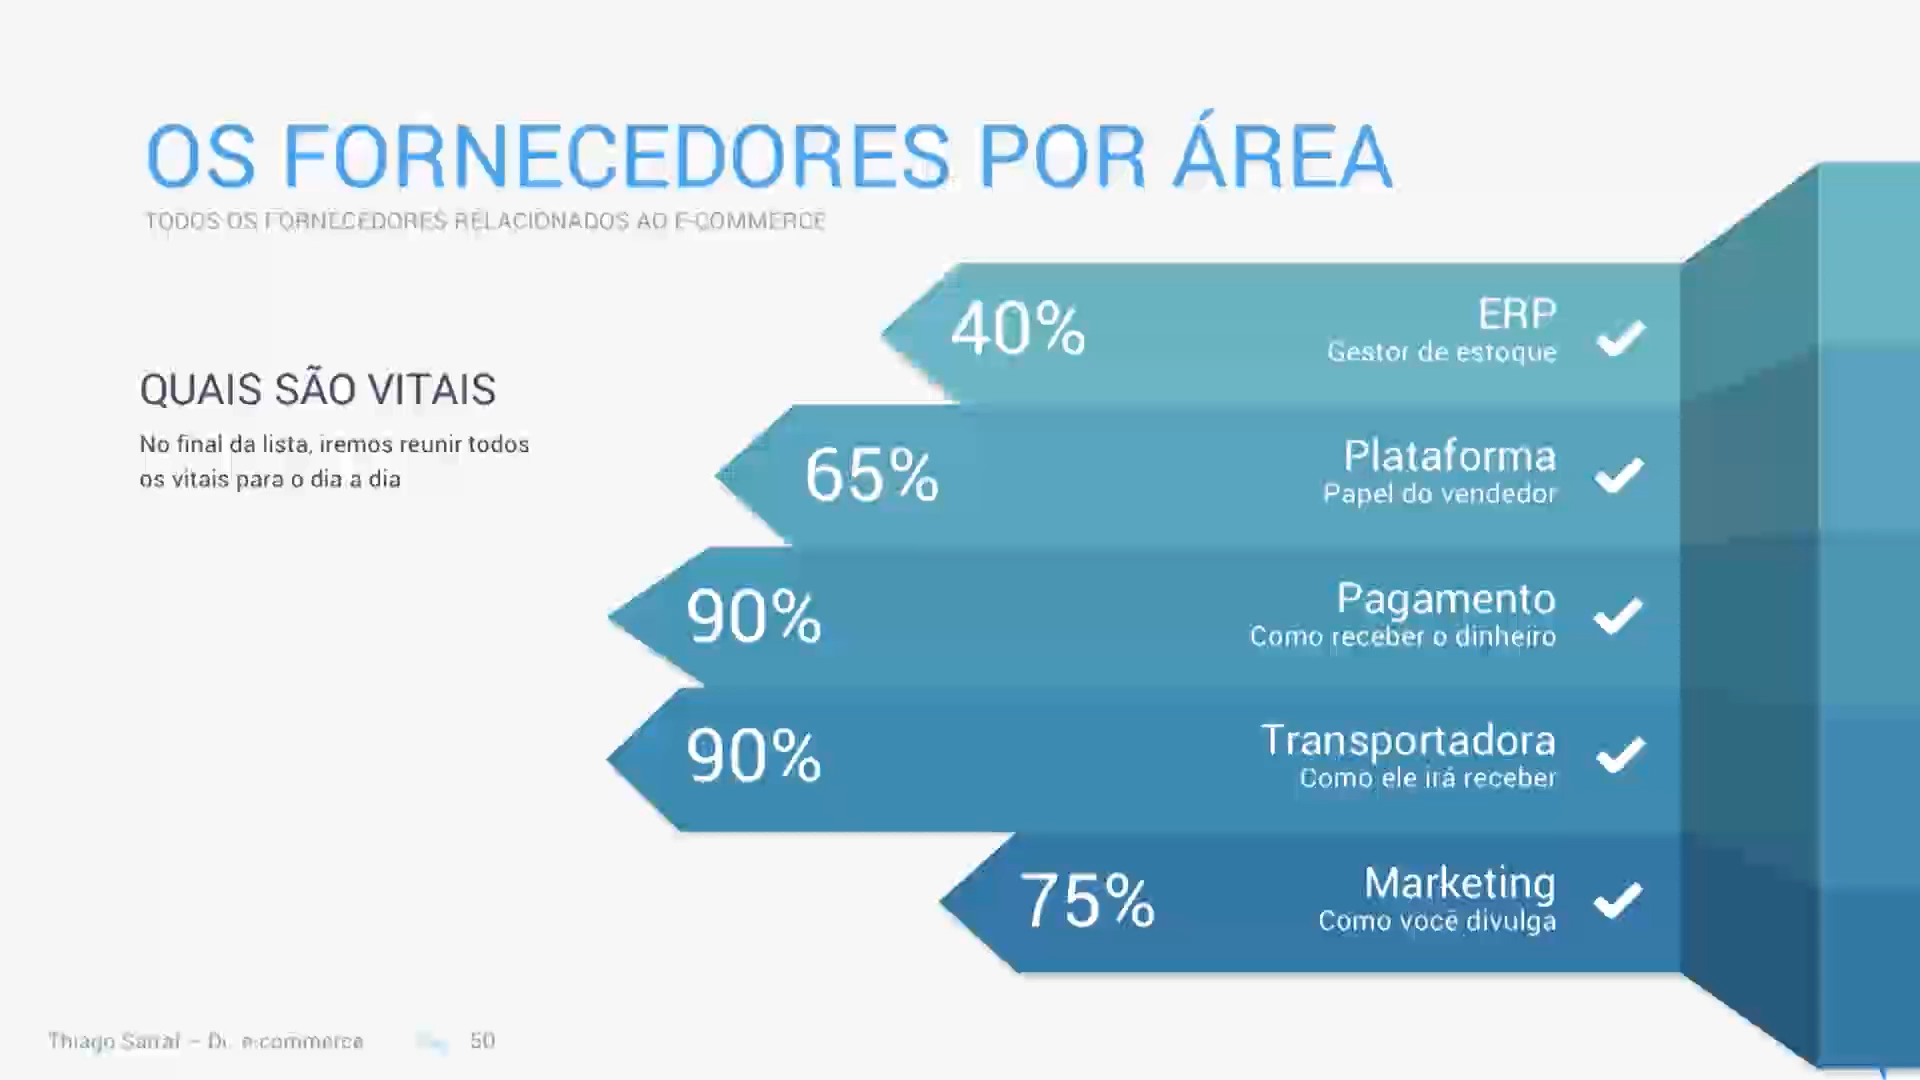 OS FORNECEDORES POR ÁREA
TODOS OS FORNECEDORES RELACIONADOS AO E-COMMERCE
QUAIS SÃO VITAIS
No final da lista, iremos reunir todos
os vitais para o dia a dia
40%
ERP
Gestor de estoque
65%
Plataforma
Papel do vendedor
90%
Pagamento
Como receber o dinheiro
90%
Transportadora
Como ele irá receber
75%
Marketing
Como você divulga
Thiago – e-commerce
50